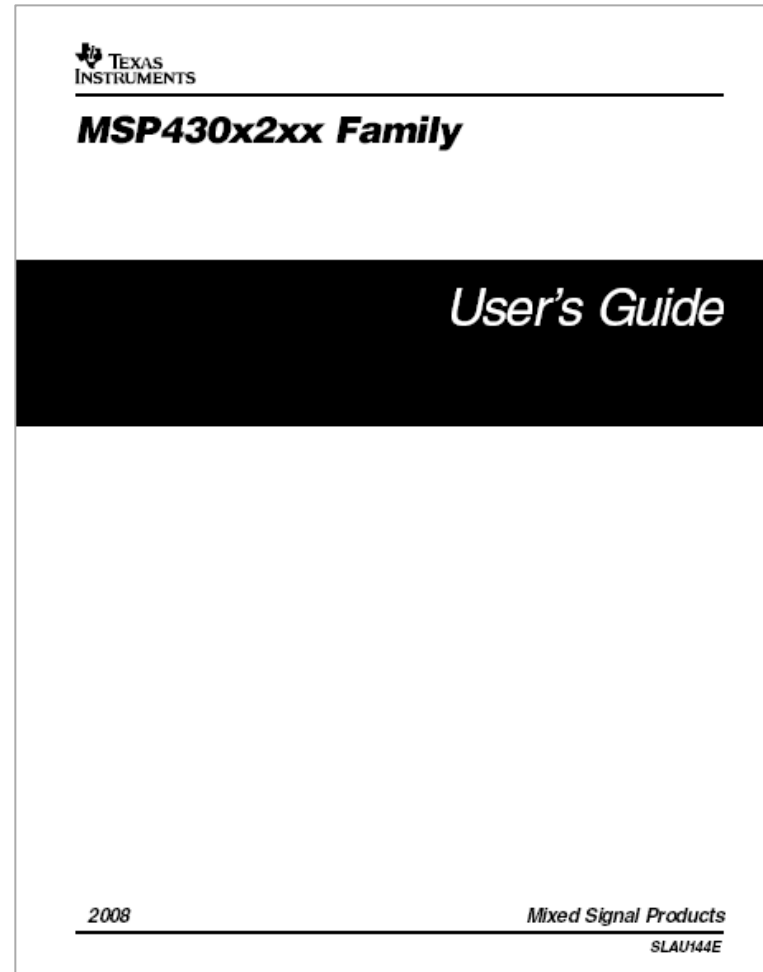 TEXAS
INSTRUMENTS
MSP430x2xx Family
User's Guide
2008 Mixed Signal Products
SLAU144E